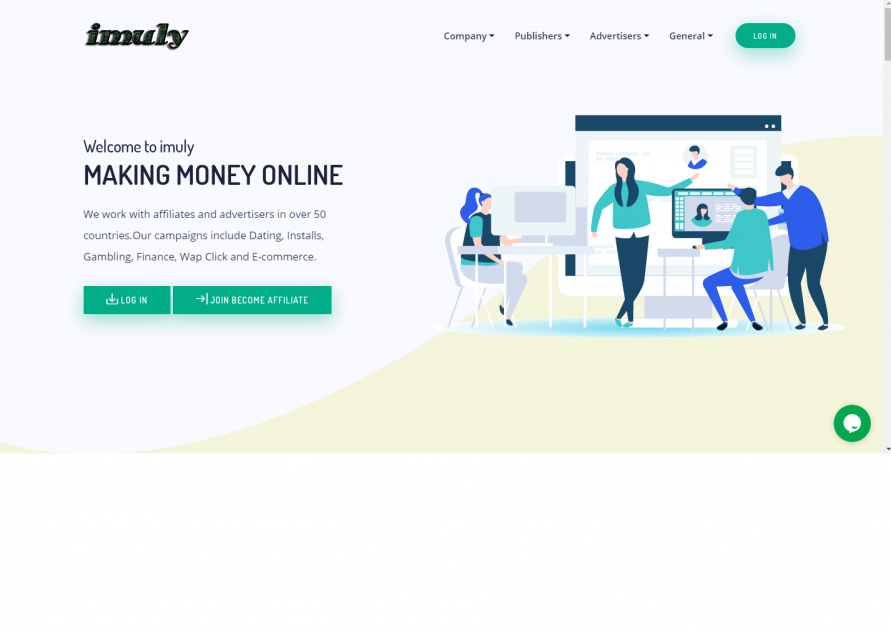 imuly
Company
Publishers
Advertisers
General
LOG IN
Welcome to imuly
MAKING MONEY ONLINE
We work with affiliates and advertisers in over 50
countries.Our campaigns include Dating, Installs,
Gambling, Finance, Wap Click and E-commerce.
LOG IN
JOIN BECOME AFFILIATE